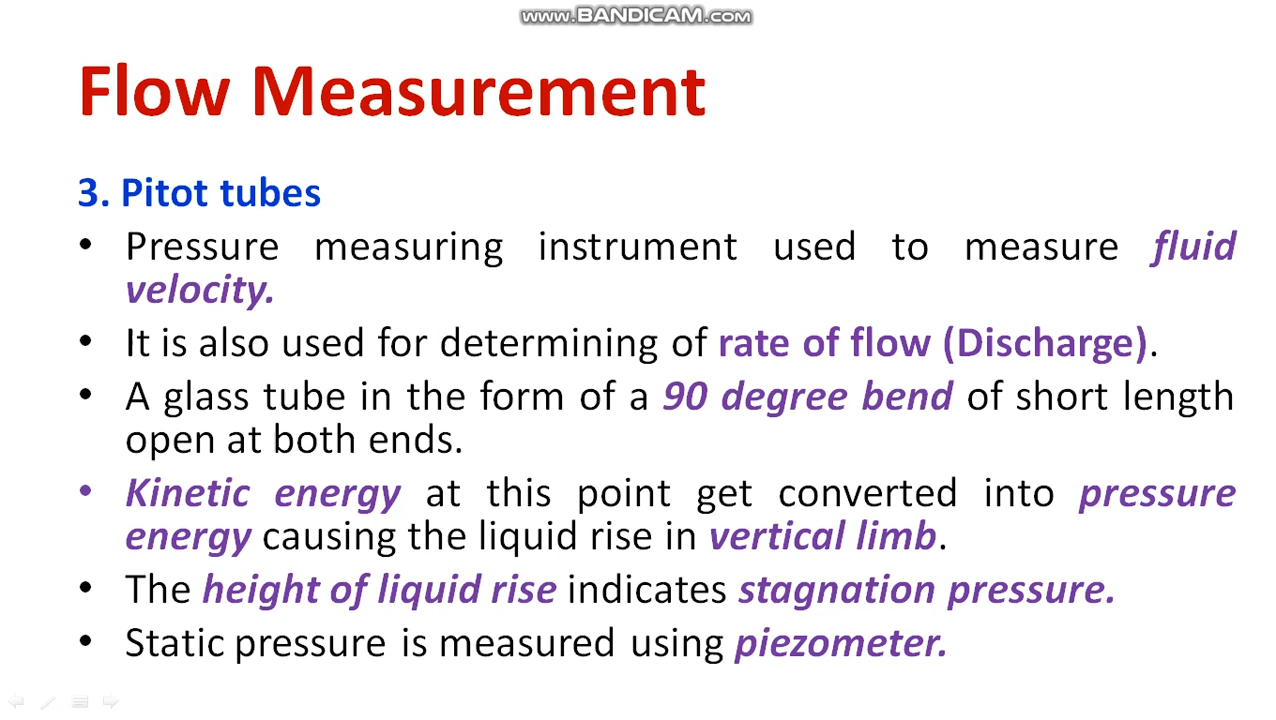 www.BANDICAM.com
Flow Measurement
3. Pitot tubes
• Pressure measuring instrument used to measure fluid
velocity.
• It is also used for determining of rate of flow (Discharge).
• A glass tube in the form of a 90 degree bend of short length
open at both ends.
• Kinetic energy at this point get converted into pressure
energy causing the liquid rise in vertical limb.
• The height of liquid rise indicates stagnation pressure.
• Static pressure is measured using piezometer.